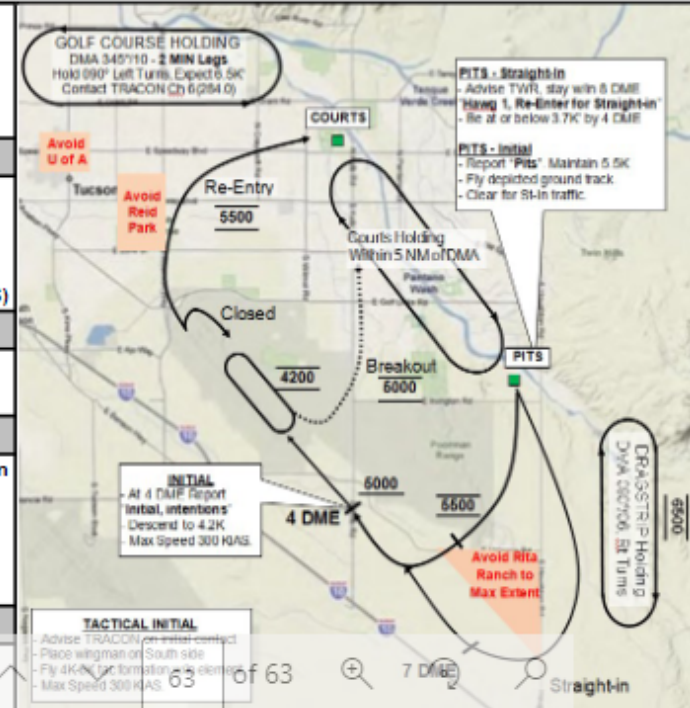 GOLF COURSE HOLDING
DMA 345°/10 - 2 MIN Legs
Hold 090° Left Turns, Expect 6.5K
Contact TRACON Ch 6(284.0)
PITS - Straight-In
- Advise TWR, stay w/in 8 DME
"Hawg 1, Re-Enter for Straight-in"
- Be at or below 3.7K' by 4 DME
PITS - Initial
- Report "Pits". Maintain 5.5K
- Fly depicted ground track
- Clear for St-In traffic.
COURTS
Avoid
U of A
Tucson
Avoid
Reid
Park
Re-Entry
5500
Courts Holding
Within 5 NM of DMA
Pantano
Wash
Closed
4200
Breakout
6000
PITS
INITIAL
- At 4 DME Report
"Initial, intentions"
- Descend to 4.2K
- Max Speed 300 KIAS.
4 DME
5000
5500
Avoid Rita
Ranch to
Max Extent
DRAGSTRIP Holding
6500
TACTICAL INITIAL
- Advise TRACON on initial contact
- Place wingman on South side
- Max Speed 300 KIAS.
63 of 63
7 DME
Straight-in